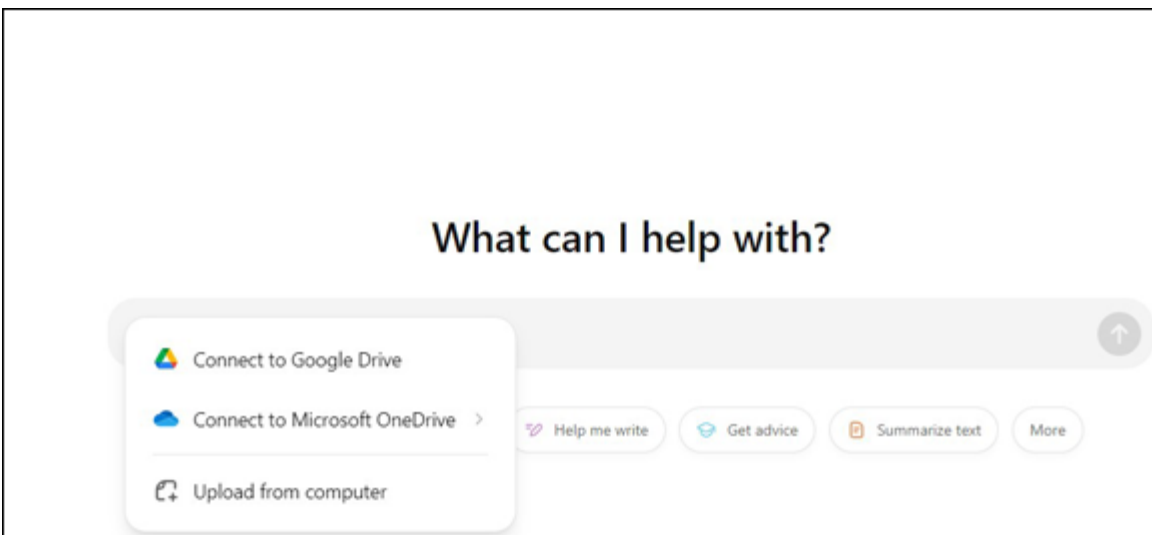 What can I help with?
Connect to Google Drive
Connect to Microsoft OneDrive
Help me write
Get advice
Summarize text
More
Upload from computer